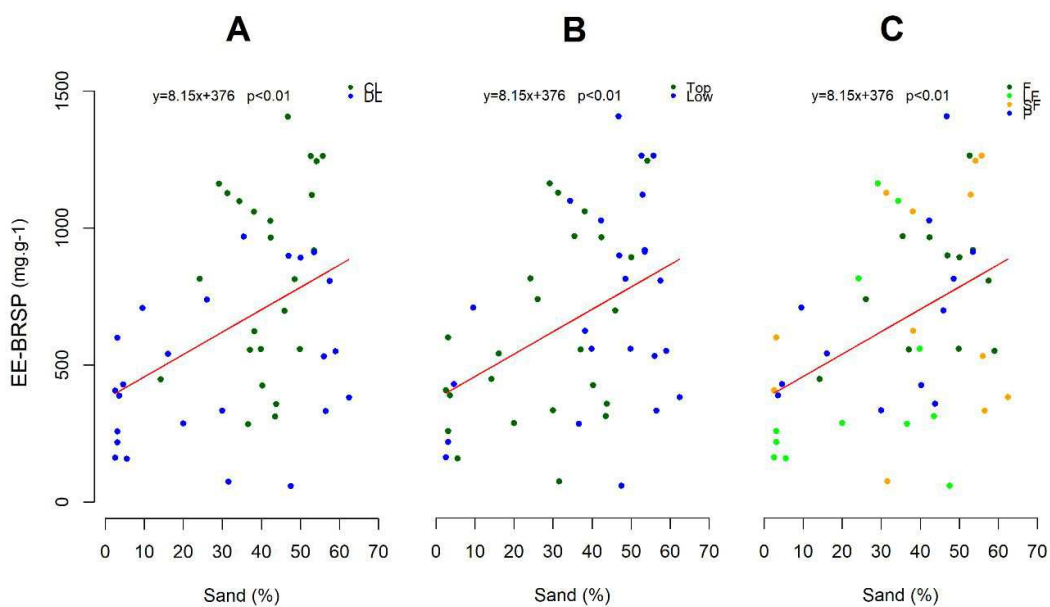 A B C
y=8.15x+376 p<0.01
CL
DL
y=8.15x+376 p<0.01
Top
Low
y=8.15x+376 p<0.01
F
LF
SF
P
EE-BRSP (mg.g-1)
1500
1000
500
0
0 10 20 30 40 50 60 70
0 10 20 30 40 50 60 70
0 10 20 30 40 50 60 70
Sand (%)
Sand (%)
Sand (%)